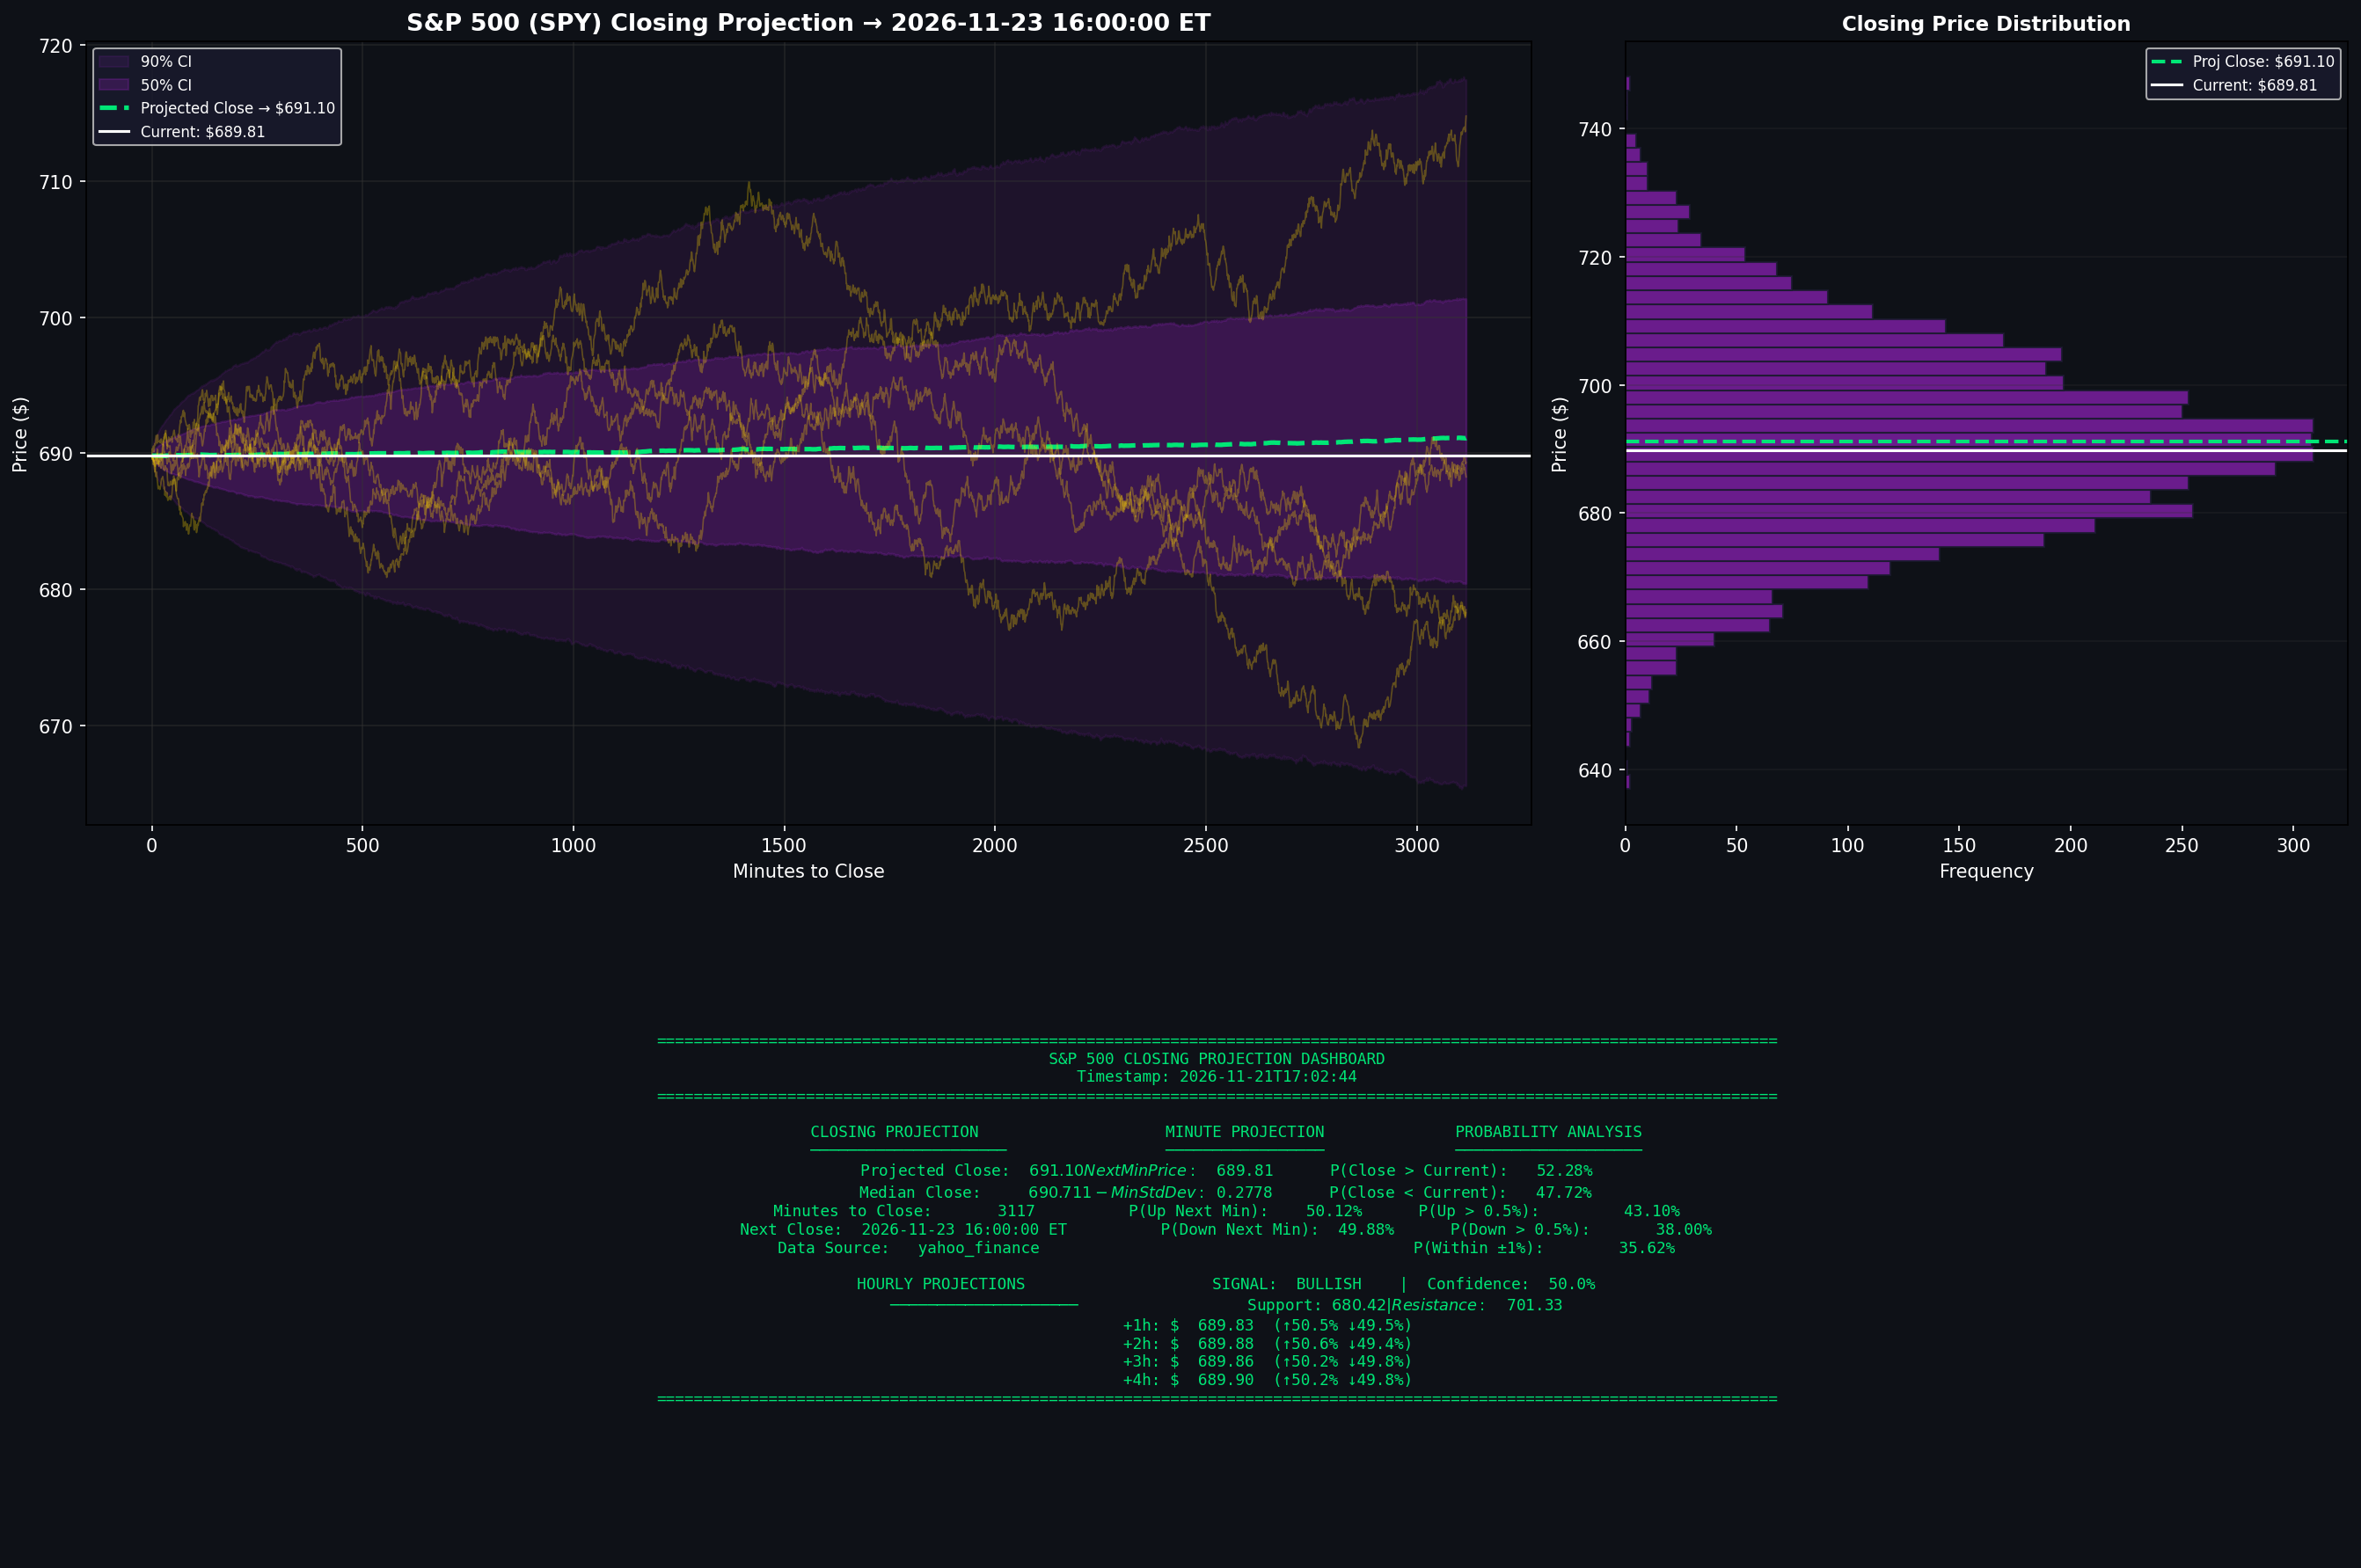 S&P 500 (SPY) Closing Projection → 2026-11-23 16:00:00 ET
90% CI
50% CI
Projected Close → $691.10
Current: $689.81
Price ($)
720
710
700
690
680
670
0 500 1000 1500 2000 2500 3000
Minutes to Close
Closing Price Distribution
Proj Close: $691.10
Current: $689.81
Price ($)
740
720
700
680
660
640
0 50 100 150 200 250 300
Frequency
========================================================================================================================
S&P 500 CLOSING PROJECTION DASHBOARD
Timestamp: 2026-11-21T17:02:44
========================================================================================================================
CLOSING PROJECTION MINUTE PROJECTION PROBABILITY ANALYSIS
───────────────────── ───────────────── ────────────────────
Projected Close: 691.10NextMinPrice: 689.81 P(Close > Current): 52.28%
Median Close: 690.711−MinStdDev: 0.2778 P(Close < Current): 47.72%
Minutes to Close: 3117 P(Up Next Min): 50.12% P(Up > 0.5%): 43.10%
Next Close: 2026-11-23 16:00:00 ET P(Down Next Min): 49.88% P(Down > 0.5%): 38.00%
Data Source: yahoo_finance P(Within ±1%): 35.62%
HOURLY PROJECTIONS SIGNAL: BULLISH | Confidence: 50.0%
──────────────────── Support: 680.42|Resistance: 701.33
+1h: $ 689.83 (↑50.5% ↓49.5%)
+2h: $ 689.88 (↑50.6% ↓49.4%)
+3h: $ 689.86 (↑50.2% ↓49.8%)
+4h: $ 689.90 (↑50.2% ↓49.8%)
========================================================================================================================